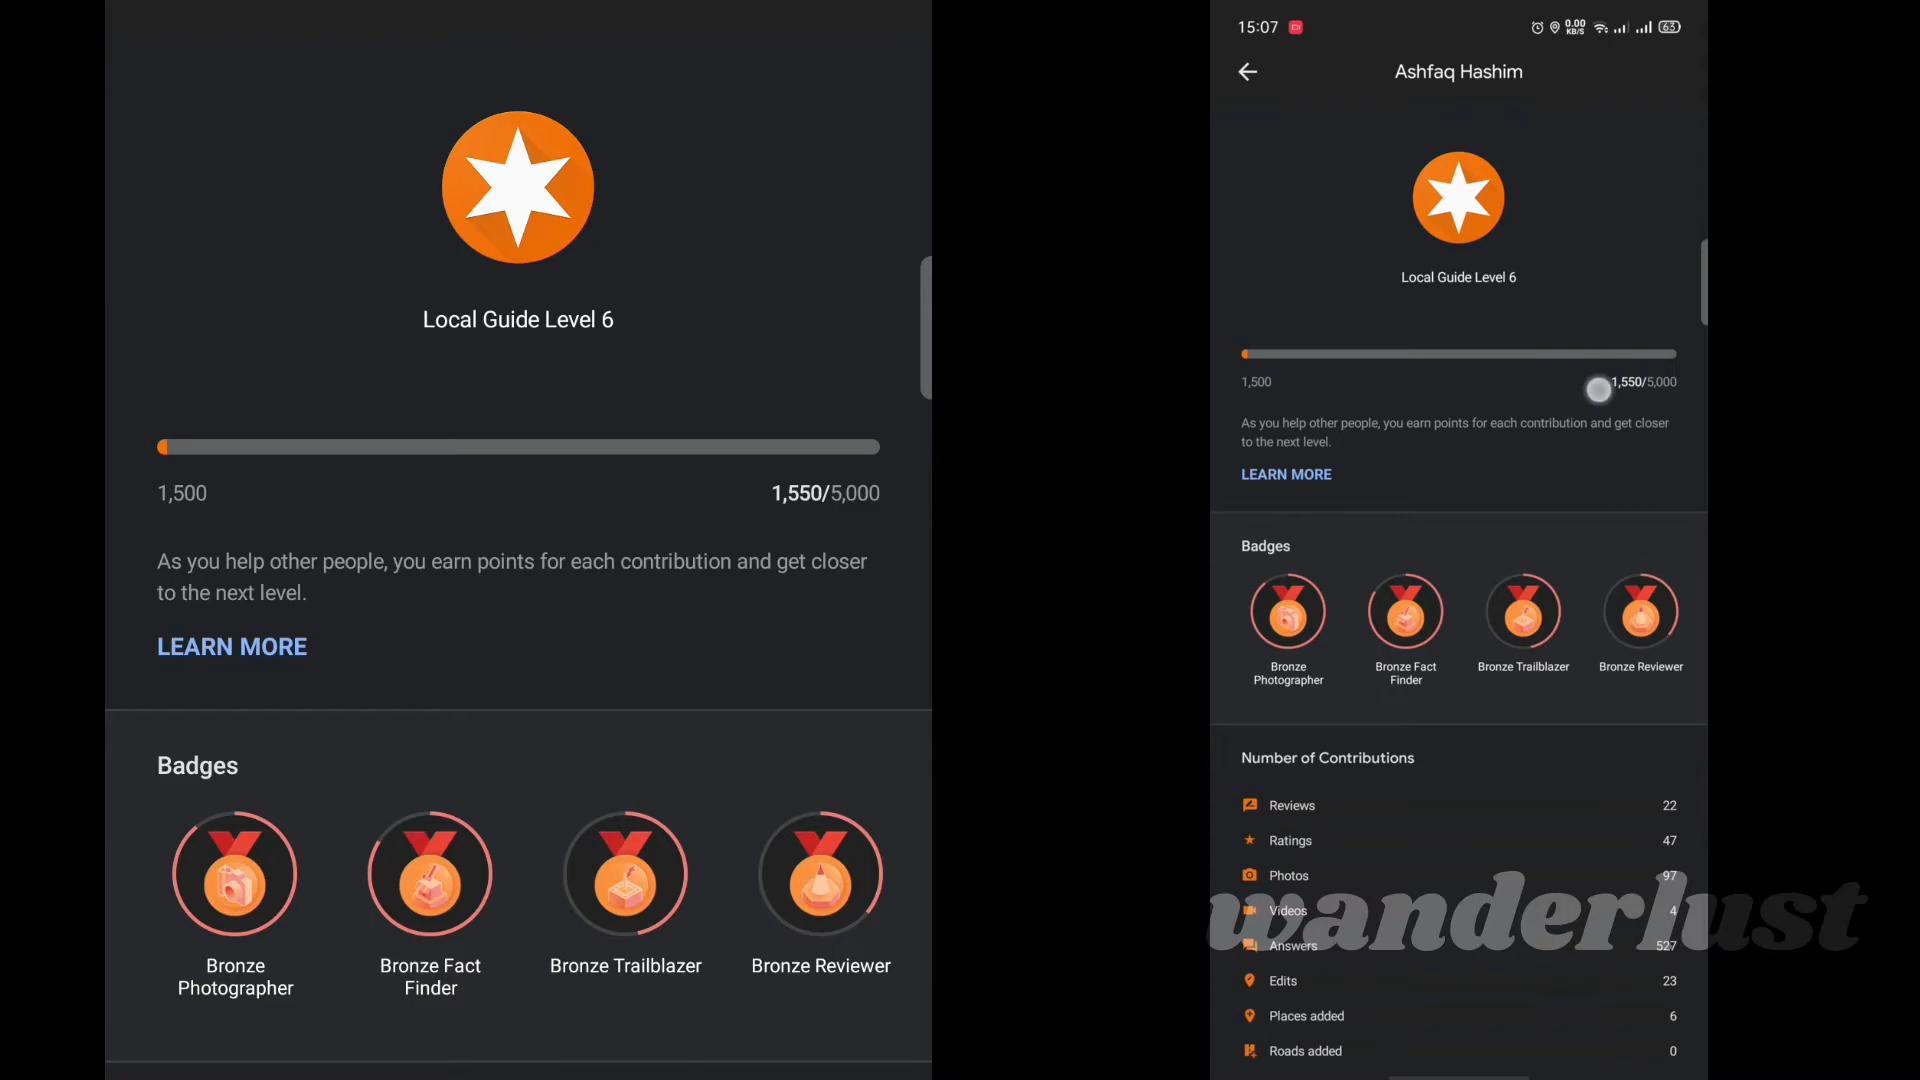 Local Guide Level 6
1,500
1,550/5,000
As you help other people, you earn points for each contribution and get closer
to the next level.
LEARN MORE
Badges
Bronze
Photographer
Bronze Fact
Finder
Bronze Trailblazer
Bronze Reviewer
15:07
0.00
KB/S
63
Ashfaq Hashim
Local Guide Level 6
1,500
1,550/5,000
As you help other people, you earn points for each contribution and get closer
to the next level.
LEARN MORE
Badges
Bronze
Photographer
Bronze Fact
Finder
Bronze Trailblazer
Bronze Reviewer
Number of Contributions
Reviews 22
Ratings 47
Photos 97
Videos 4
Answers 527
Edits 23
Places added 6
Roads added 0
wanderlust